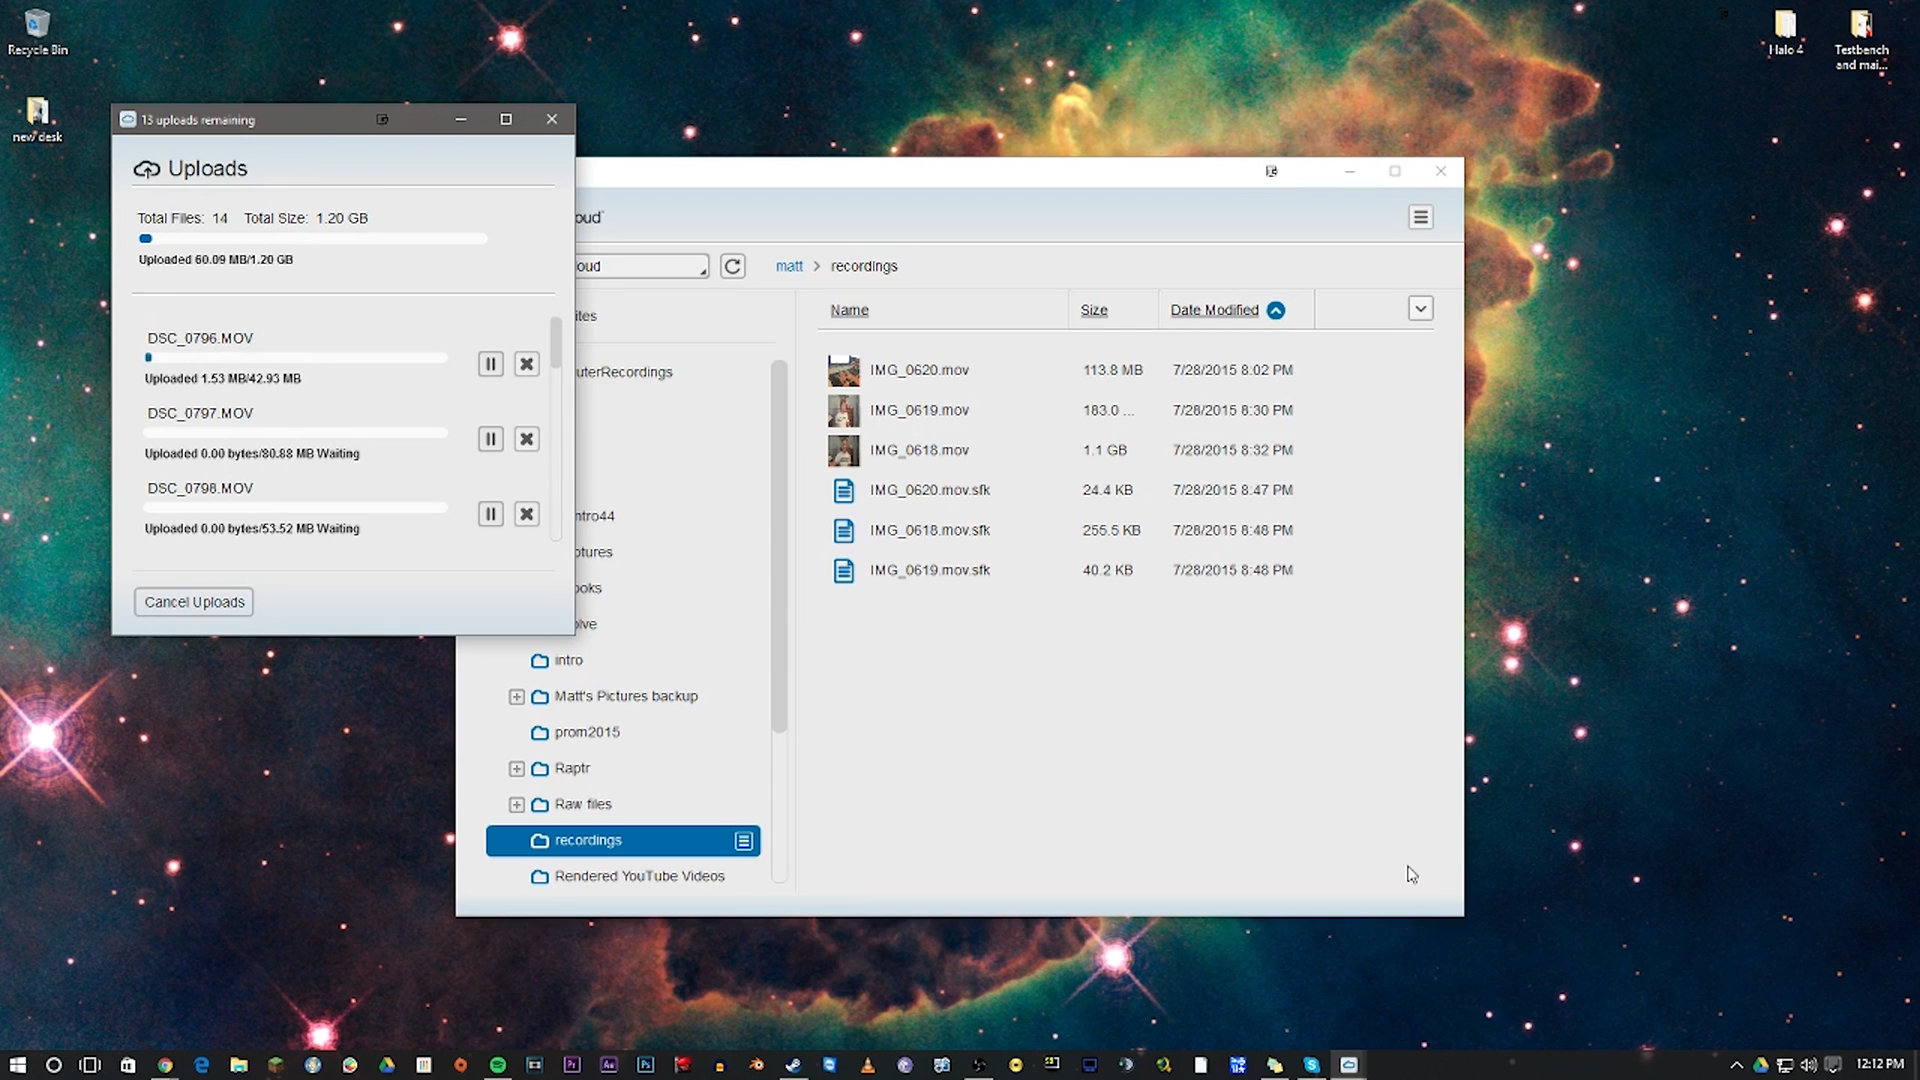 Recycle Bin
new desk
Halo 4
Testbench
and mai...
13 uploads remaining
Uploads
Total Files: 14 Total Size: 1.20 GB
Uploaded 60.09 MB/1.20 GB
DSC_0796.MOV
Uploaded 1.53 MB/42.93 MB
DSC_0797.MOV
Uploaded 0.00 bytes/80.88 MB Waiting
DSC_0798.MOV
Uploaded 0.00 bytes/53.52 MB Waiting
Cancel Uploads
oud
oud
matt > recordings
ites
uterRecordings
ntro44
ptures
ooks
olve
intro
Matt's Pictures backup
prom2015
Raptr
Raw files
recordings
Rendered YouTube Videos
Name Size Date Modified
IMG_0620.mov 113.8 MB 7/28/2015 8:02 PM
IMG_0619.mov 183.0 ... 7/28/2015 8:30 PM
IMG_0618.mov 1.1 GB 7/28/2015 8:32 PM
IMG_0620.mov.sfk 24.4 KB 7/28/2015 8:47 PM
IMG_0618.mov.sfk 255.5 KB 7/28/2015 8:48 PM
IMG_0619.mov.sfk 40.2 KB 7/28/2015 8:48 PM
Pr
Ae
Ps
12:12 PM